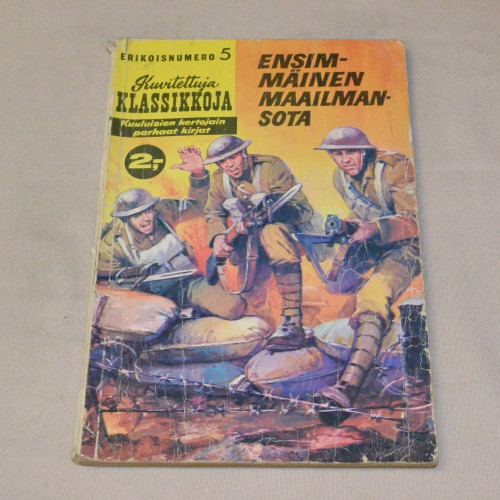 ERIKOISNUMERO 5
Kuvitettuja
KLASSIKKOJA
Kuuluisien kertojain
parhaat kirjat
2,-
ENSIM-
MÄINEN
MAAILMAN-
SOTA